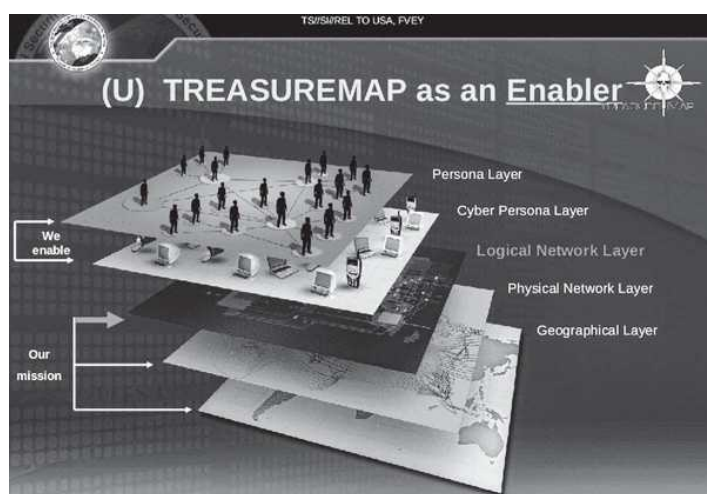 TS//SI//REL TO USA, FVEY
(U) TREASUREMAP as an Enabler
TREASUREMAP
Persona Layer
Cyber Persona Layer
We
enable
Logical Network Layer
Physical Network Layer
Geographical Layer
Our
mission